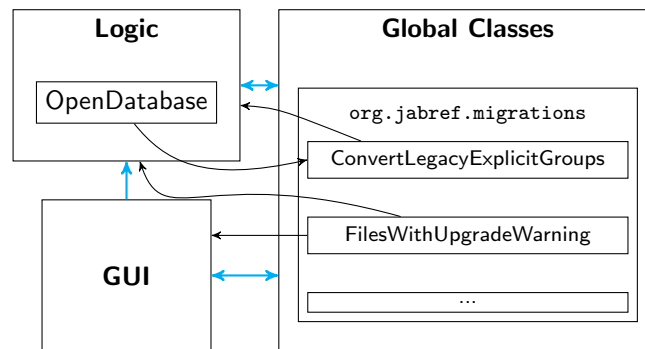 Logic
Global Classes
OpenDatabase
org.jabref.migrations
ConvertLegacyExplicitGroups
FilesWithUpgradeWarning
GUI
...